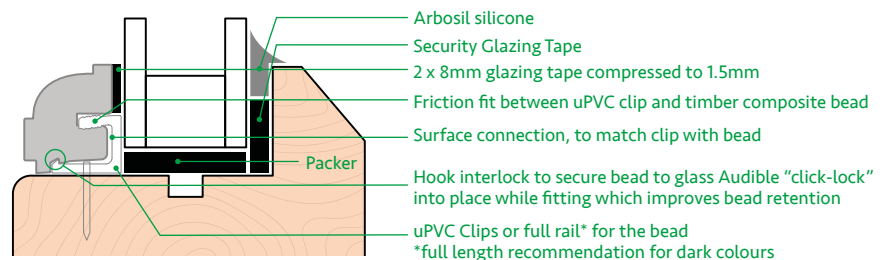 Arbosil silicone
Security Glazing Tape
2 x 8mm glazing tape compressed to 1.5mm
Friction fit between uPVC clip and timber composite bead
Surface connection, to match clip with bead
Packer
Hook interlock to secure bead to glass Audible “click-lock”
into place while fitting which improves bead retention
uPVC Clips or full rail* for the bead
*full length recommendation for dark colours